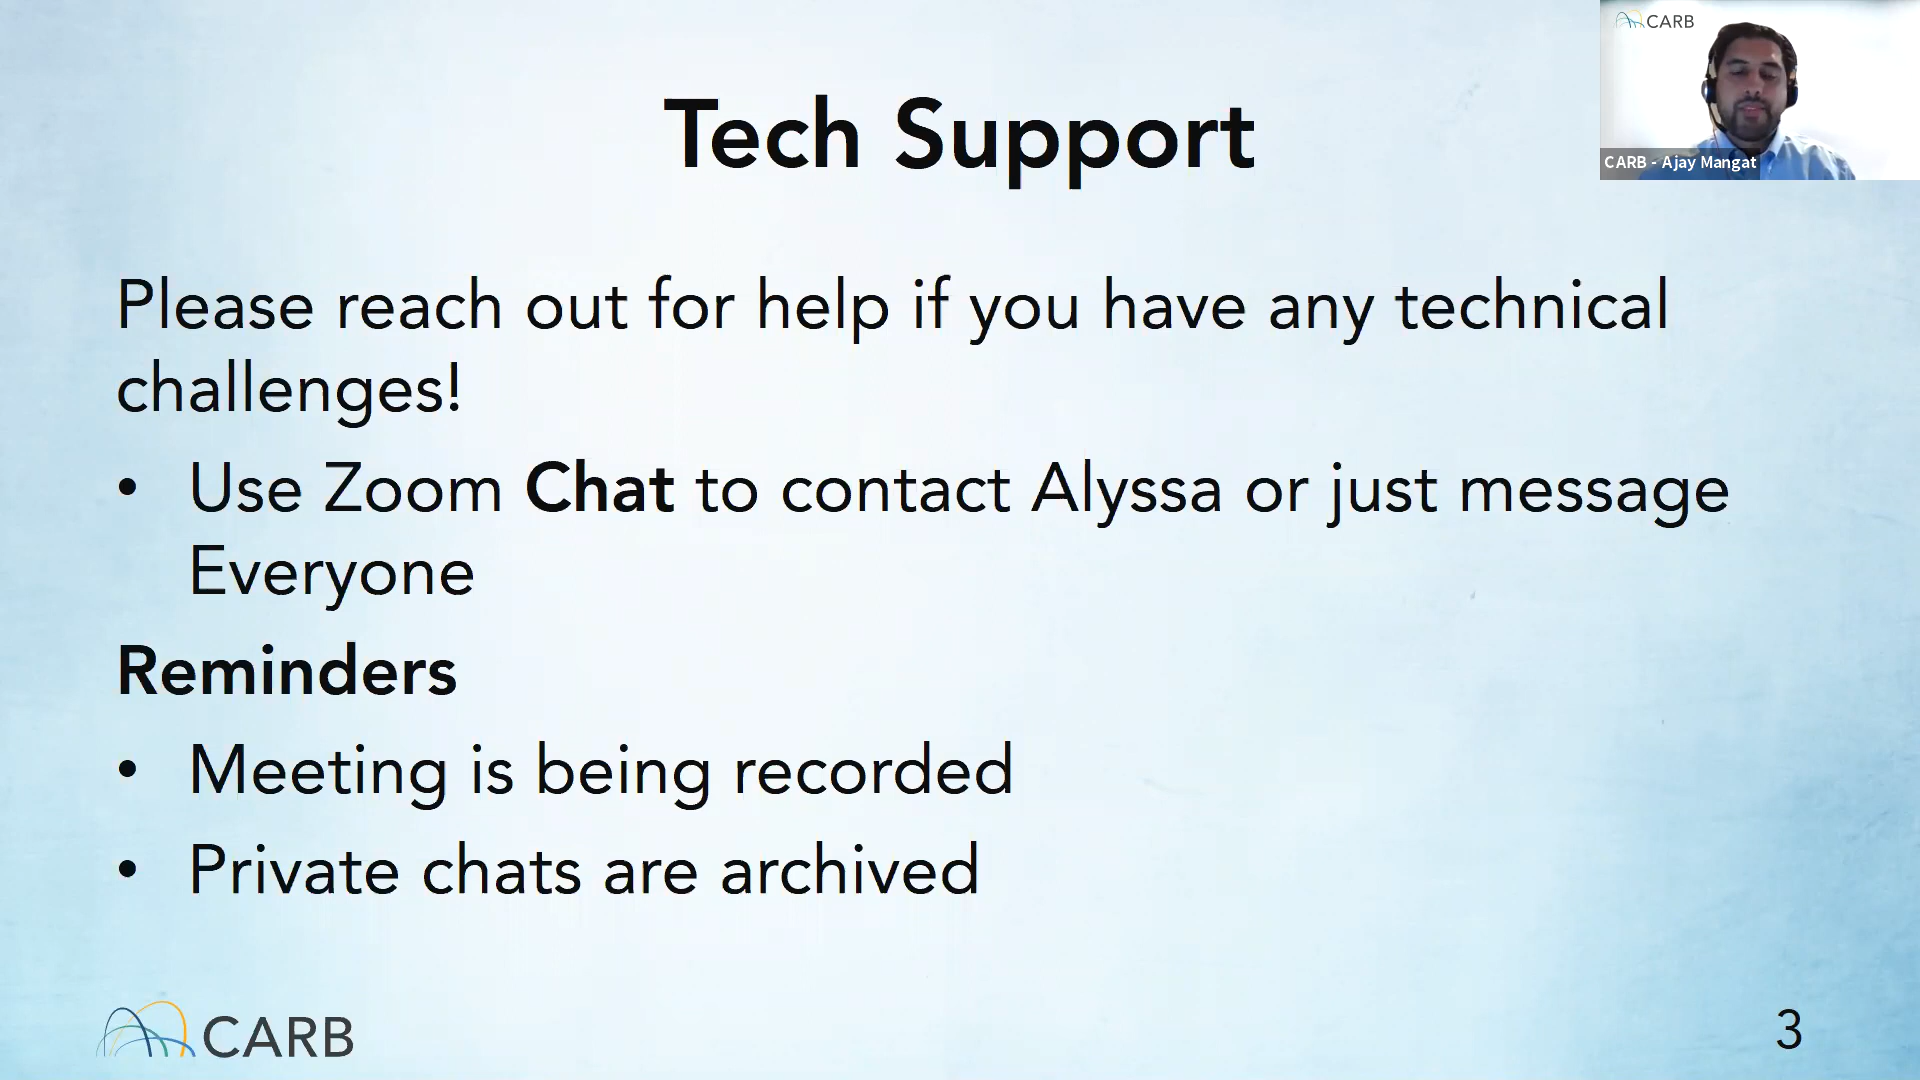 CARB
Tech Support
CARB - Ajay Mangat
Please reach out for help if you have any technical
challenges!
• Use Zoom Chat to contact Alyssa or just message
Everyone
Reminders
• Meeting is being recorded
• Private chats are archived
CARB
3